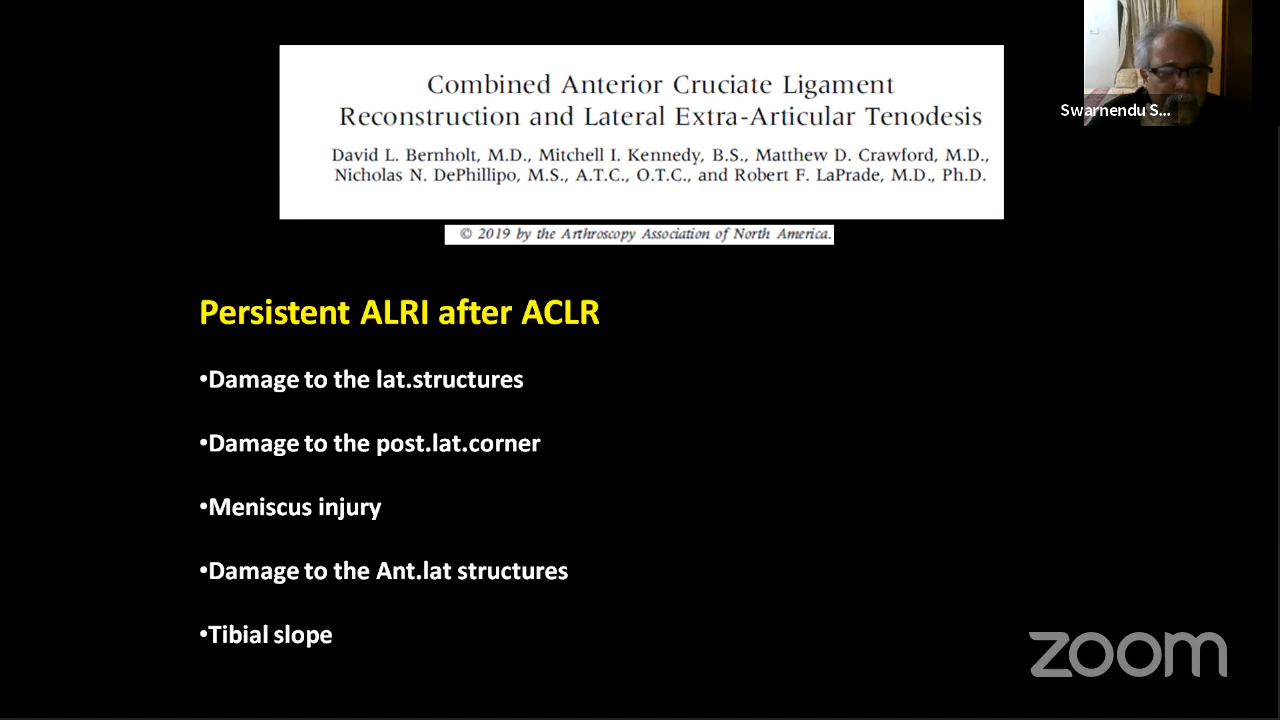 Combined Anterior Cruciate Ligament
Reconstruction and Lateral Extra-Articular Tenodesis
David L. Bernholt, M.D., Mitchell I. Kennedy, B.S., Matthew D. Crawford, M.D.,
Nicholas N. DePhillipo, M.S., A.T.C., O.T.C., and Robert F. LaPrade, M.D., Ph.D.
© 2019 by the Arthroscopy Association of North America.
Swarnendu S...
Persistent ALRI after ACLR
•Damage to the lat.structures
•Damage to the post.lat.corner
•Meniscus injury
•Damage to the Ant.lat structures
•Tibial slope
zoom